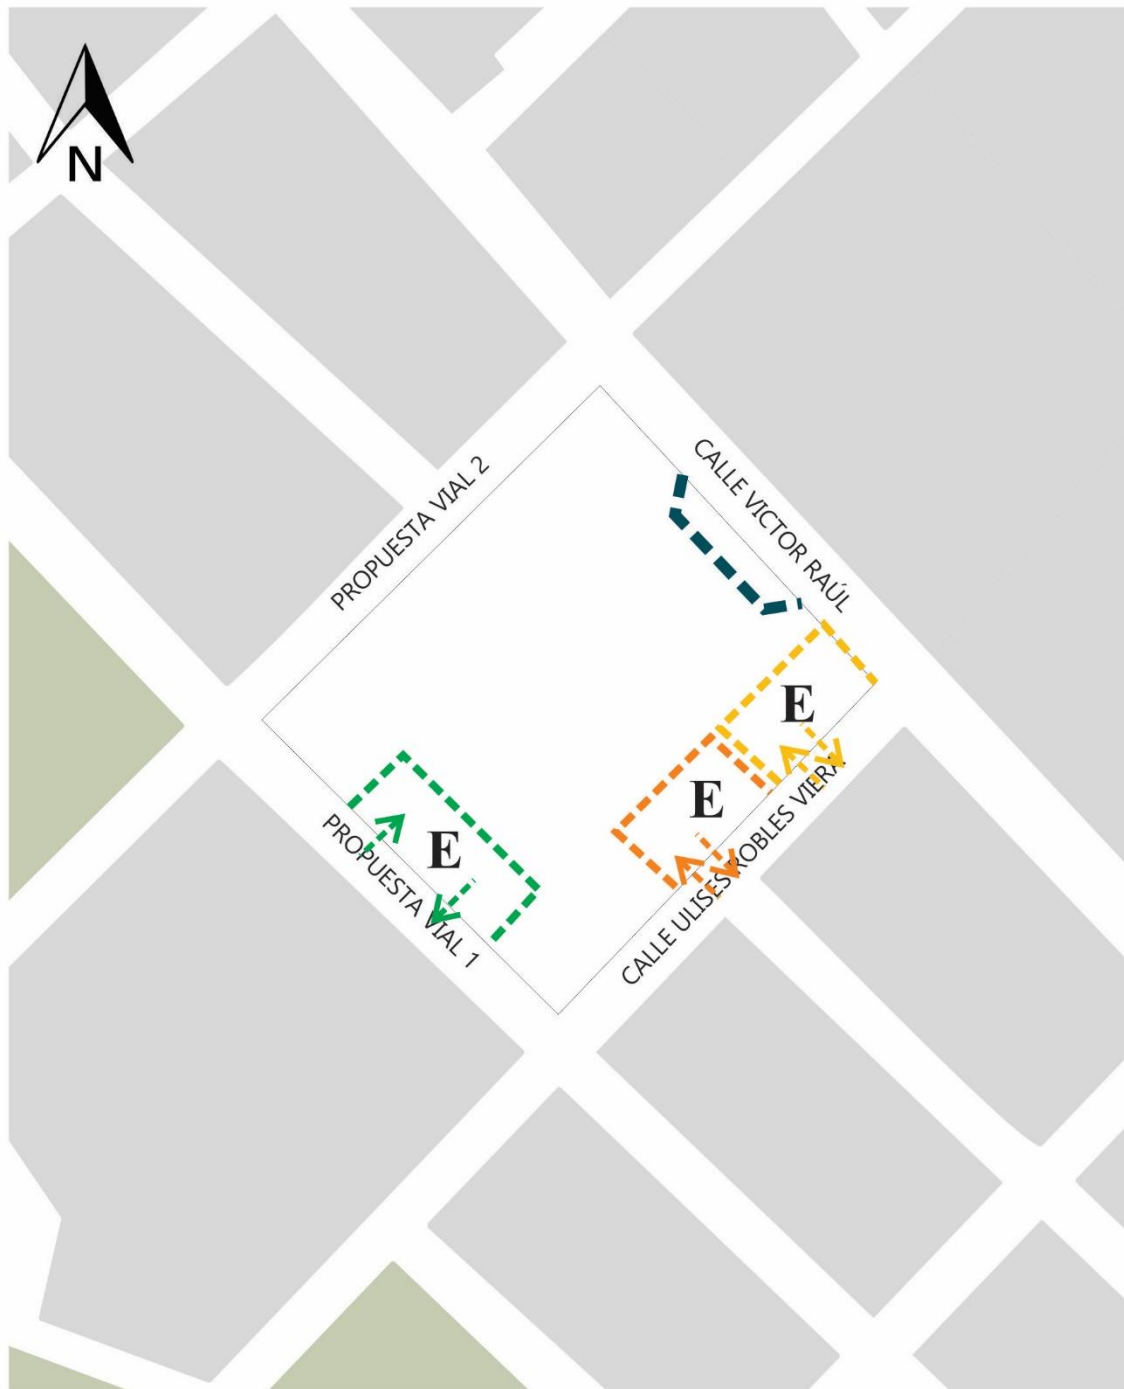 N
PROPUESTA VIAL 2
CALLE VICTOR RAÚL
E
E
E
PROPUESTA VIAL 1
CALLE ULISES ROBLES VIERA